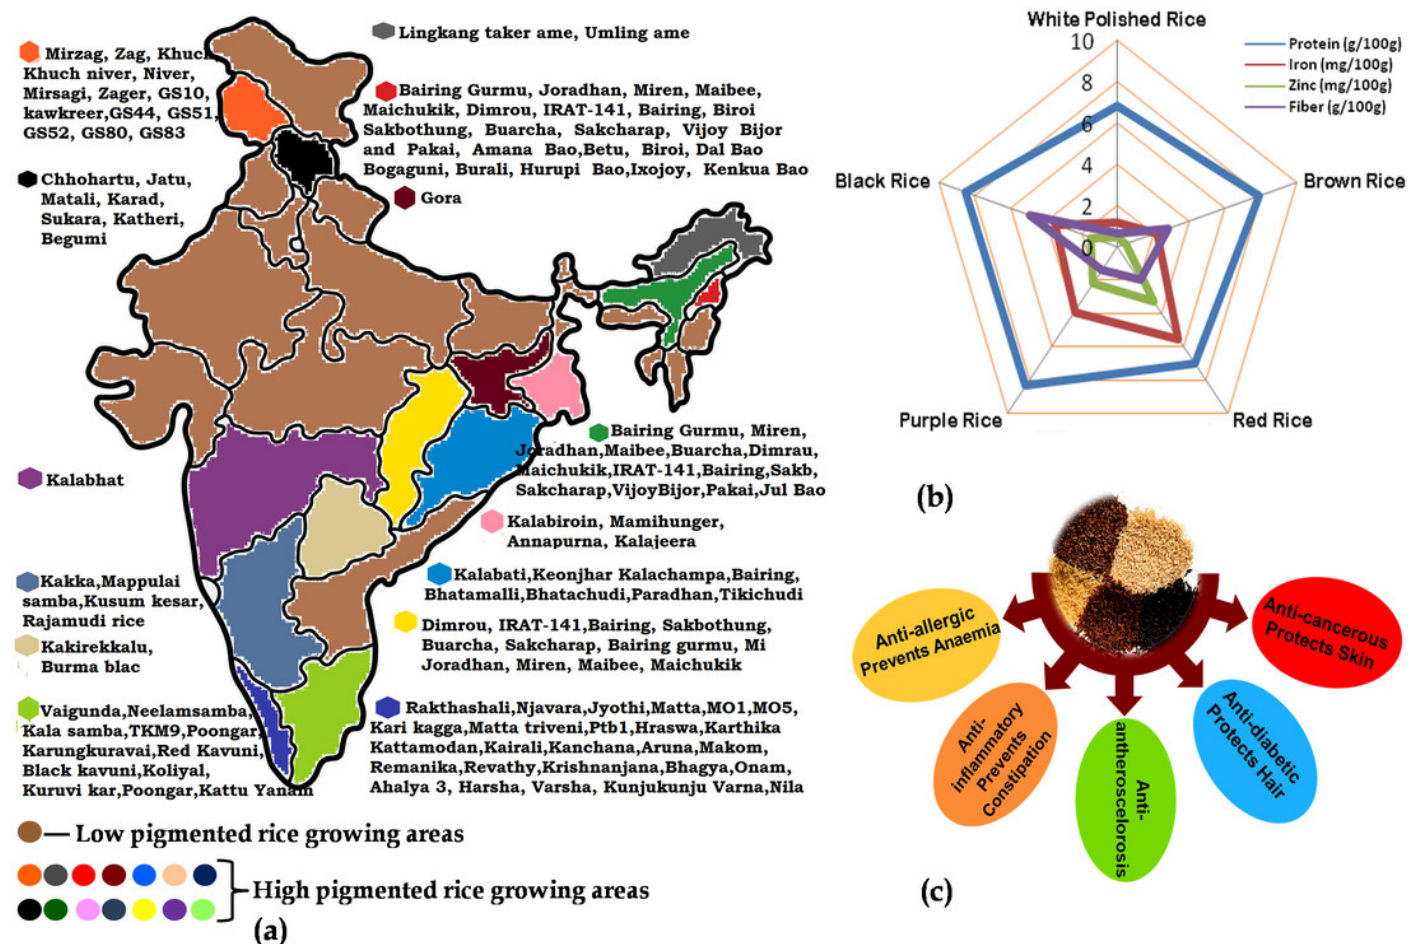 Mirzag, Zag, Khuch
Khuch niver, Niver,
Mirsagi, Zager, GS10,
kawkreer,GS44, GS51,
GS52, GS80, GS83
Chhohartu, Jatu,
Matali, Karad,
Sukara, Katheri,
Begumi
Lingkang taker ame, Umling ame
Bairing Gurmu, Joradhan, Miren, Maibee,
Maichukik, Dimrou, IRAT-141, Bairing, Biroi
Sakbothung, Buarcha, Sakcharap, Vijoy Bijor
and Pakai, Amana Bao,Betu, Biroi, Dal Bao
Bogaguni, Burali, Hurupi Bao,Ixojoy, Kenkua Bao
Gora
Kalabhat
Bairing Gurmu, Miren,
Joradhan,Maibee,Buarcha,Dimrau,
Maichukik,IRAT-141,Bairing,Sakb,
Sakcharap,VijoyBijor,Pakai,Jul Bao
Kalabiroin, Mamihunger,
Annapurna, Kalajeera
Kakka,Mappulai
samba,Kusum kesar,
Rajamudi rice
Kalabati,Keonjhar Kalachampa,Bairing,
Bhatamalli,Bhatachudi,Paradhan,Tikichudi
Kakirekkalu,
Burma blac
Dimrou, IRAT-141,Bairing, Sakbothung,
Buarcha, Sakcharap, Bairing gurmu, Mi
Joradhan, Miren, Maibee, Maichukik
Vaigunda,Neelamsamba,
Kala samba,TKM9,Poongar,
Karungkuravai,Red Kavuni,
Black kavuni,Koliyal,
Kuruvi kar,Poongar,Kattu Yanam
Rakthashali,Njavara,Jyothi,Matta,MO1,MO5,
Kari kagga,Matta triveni,Ptb1,Hraswa,Karthika
Kattamodan,Kairali,Kanchana,Aruna,Makom,
Remanika,Revathy,Krishnanjana,Bhagya,Onam,
Ahalya 3, Harsha, Varsha, Kunjukunju Varna,Nila
Low pigmented rice growing areas
High pigmented rice growing areas
(a)
White Polished Rice
10
8
6
4
2
0
Protein (g/100g)
Iron (mg/100g)
Zinc (mg/100g)
Fiber (g/100g)
Black Rice
Brown Rice
Purple Rice
Red Rice
(b)
Anti-allergic
Prevents Anaemia
Anti-
inflammatory
Prevents
Constipation
Anti-
antheroscelorosis
Anti-diabetic
Protects Hair
Anti-cancerous
Protects Skin
(c)